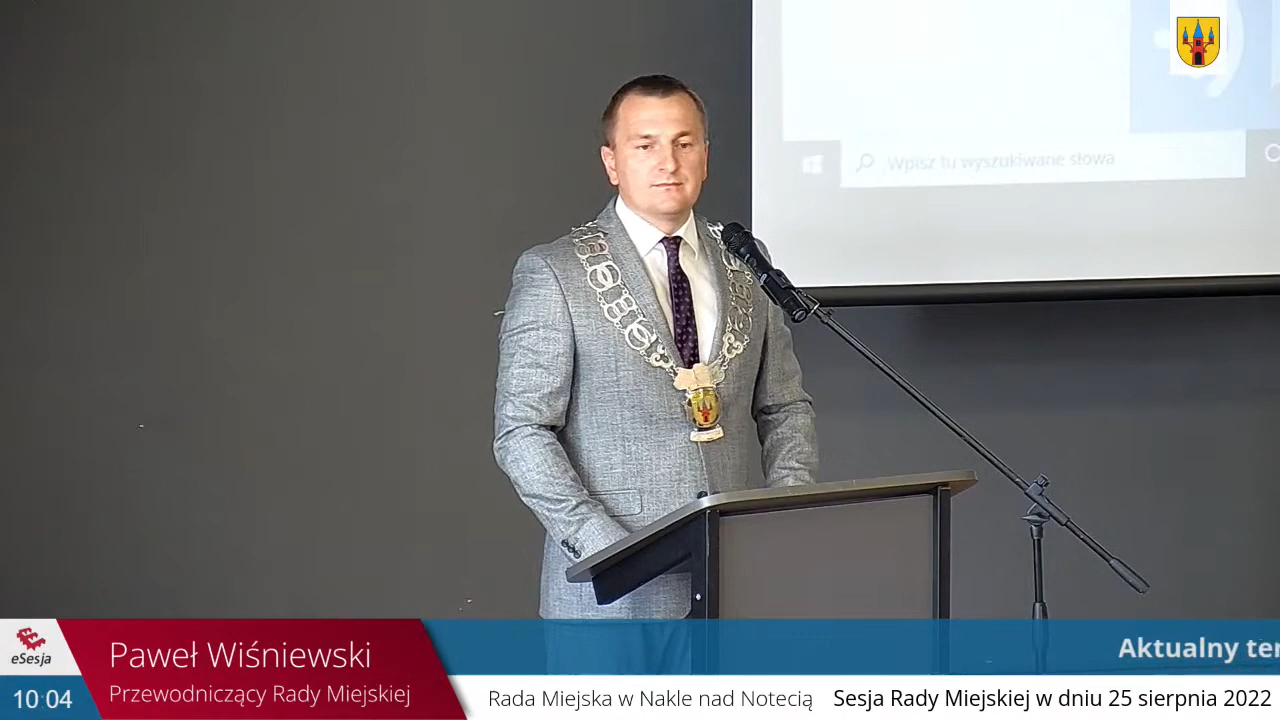 Wpisz tu wyszukiwane słowa
Aktualny
eSesja
Paweł Wiśniewski
10:04
Przewodniczący Rady Miejskiej
Rada Miejska w Nakle nad Notecią
Sesja Rady Miejskiej w dniu 25 sierpnia 2022